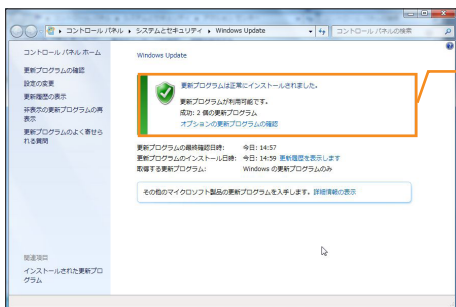 コントロール パネル ▸ システムとセキュリティ ▸ Windows Update
コントロール パネルの検索
コントロール パネル ホーム
更新プログラムの確認
設定の変更
更新履歴の表示
非表示の更新プログラムの再
表示
更新プログラムのよく寄せら
れる質問
Windows Update
更新プログラムは正常にインストールされました。
更新プログラムが利用可能です。
成功: 2 個の更新プログラム
オプションの更新プログラムの確認
更新プログラムの最終確認日時: 今日: 14:57
更新プログラムのインストール日時: 今日: 14:59 更新履歴を表示します
取得する更新プログラム: Windows の更新プログラムのみ
その他のマイクロソフト製品の更新プログラムを入手します。 詳細情報の表示
関連項目
インストールされた更新プロ
グラム